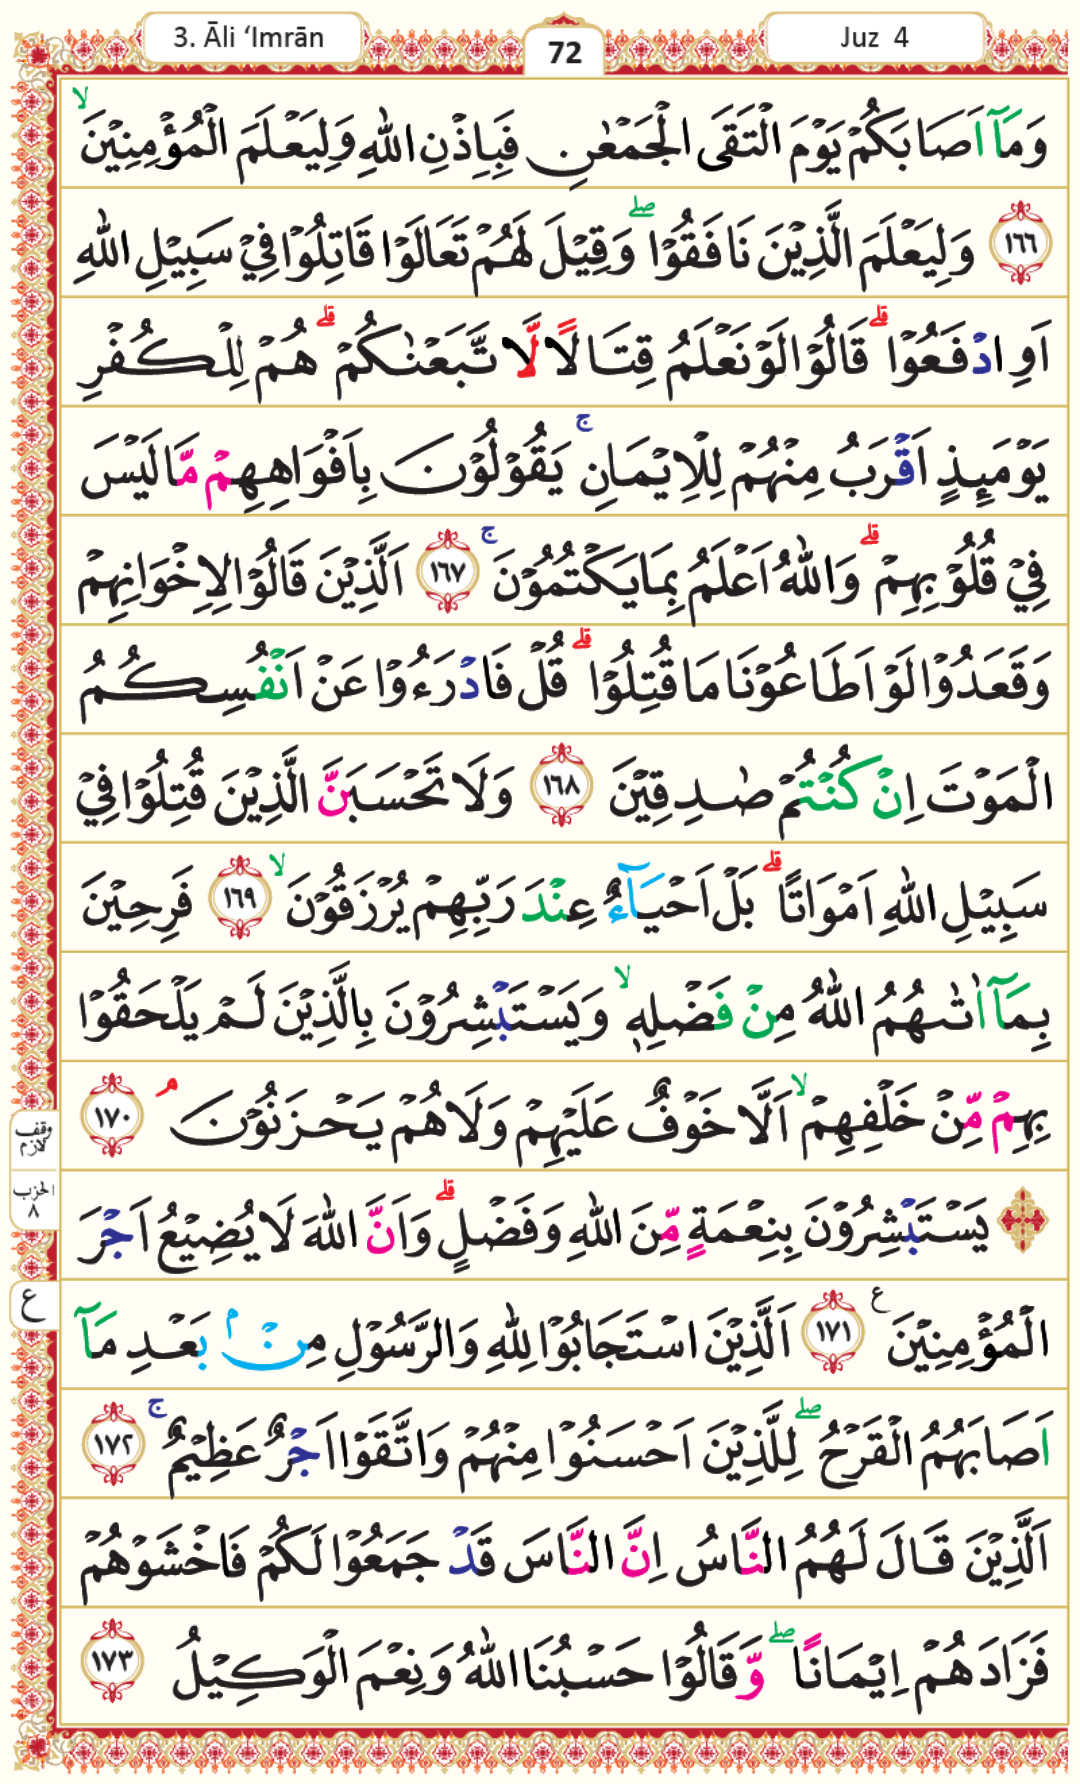 3. Āli ‘Imrān
72
Juz 4
وَمَاۤ اَصَابَكُمْ يَوْمَ الْتَقَى الْجَمْعٰنِ فَبِاِذْنِ اللّٰهِ وَلِيَعْلَمَ الْمُؤْمِنِيْنَ ۙ
١٦٦ وَلِيَعْلَمَ الَّذِيْنَ نَافَقُوْا ۖ وَقِيْلَ لَهُمْ تَعَالَوْا قَاتِلُوْا فِيْ سَبِيْلِ اللّٰهِ
اَوِ ادْفَعُوْا ۗ قَالُوْا لَوْ نَعْلَمُ قِتَالًا لَّا تَّبَعْنٰكُمْ ۗ هُمْ لِلْكُفْرِ
يَوْمَىِٕذٍ اَقْرَبُ مِنْهُمْ لِلْاِيْمَانِ ۚ يَقُوْلُوْنَ بِاَفْوَاهِهِمْ مَّا لَيْسَ
فِيْ قُلُوْبِهِمْ ۗ وَاللّٰهُ اَعْلَمُ بِمَا يَكْتُمُوْنَ ۚ ١٦٧ اَلَّذِيْنَ قَالُوْا لِاِخْوَانِهِمْ
وَقَعَدُوْا لَوْ اَطَاعُوْنَا مَا قُتِلُوْا ۗ قُلْ فَادْرَءُوْا عَنْ اَنْفُسِكُمُ
الْمَوْتَ اِنْ كُنْتُمْ صٰدِقِيْنَ ١٦٨ وَلَا تَحْسَبَنَّ الَّذِيْنَ قُتِلُوْا فِيْ
سَبِيْلِ اللّٰهِ اَمْوَاتًا ۗ بَلْ اَحْيَآءٌ عِنْدَ رَبِّهِمْ يُرْزَقُوْنَ ۙ ١٦٩ فَرِحِيْنَ
بِمَاۤ اٰتٰىهُمُ اللّٰهُ مِنْ فَضْلِهٖ ۙ وَيَسْتَبْشِرُوْنَ بِالَّذِيْنَ لَمْ يَلْحَقُوْا
بِهِمْ مِّنْ خَلْفِهِمْ ۙ اَلَّا خَوْفٌ عَلَيْهِمْ وَلَا هُمْ يَحْزَنُوْنَ ۘ ١٧٠
وقف لازم
الحزب ٨
يَسْتَبْشِرُوْنَ بِنِعْمَةٍ مِّنَ اللّٰهِ وَفَضْلٍ ۗ وَاَنَّ اللّٰهَ لَا يُضِيْعُ اَجْرَ
ع
الْمُؤْمِنِيْنَ ع ١٧١ اَلَّذِيْنَ اسْتَجَابُوْا لِلّٰهِ وَالرَّسُوْلِ مِنْۢ بَعْدِ مَاۤ
اَصَابَهُمُ الْقَرْحُ ۖ لِلَّذِيْنَ اَحْسَنُوْا مِنْهُمْ وَاتَّقَوْا اَجْرٌ عَظِيْمٌ ۚ ١٧٢
اَلَّذِيْنَ قَالَ لَهُمُ النَّاسُ اِنَّ النَّاسَ قَدْ جَمَعُوْا لَكُمْ فَاخْشَوْهُمْ
فَزَادَهُمْ اِيْمَانًا ۖ وَّقَالُوْا حَسْبُنَا اللّٰهُ وَنِعْمَ الْوَكِيْلُ ١٧٣